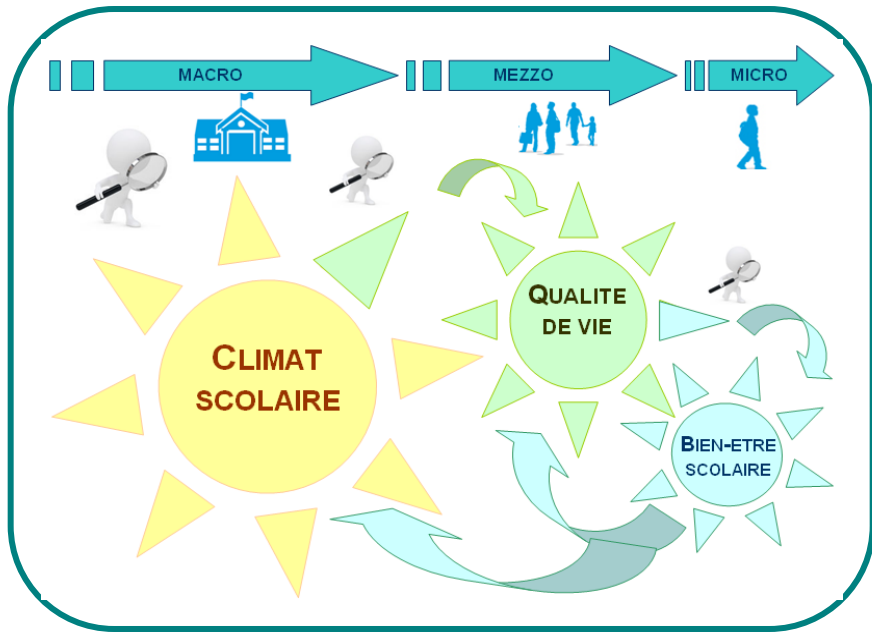 MACRO
MEZZO
MICRO
QUALITE
DE VIE
CLIMAT
SCOLAIRE
BIEN-ETRE
SCOLAIRE